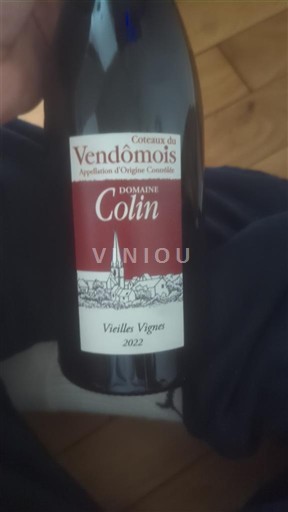 Coteaux du
Vendômois
Appellation d'Origine Contrôlée
DOMAINE
Colin
VINIOU
Vieilles Vignes
2022